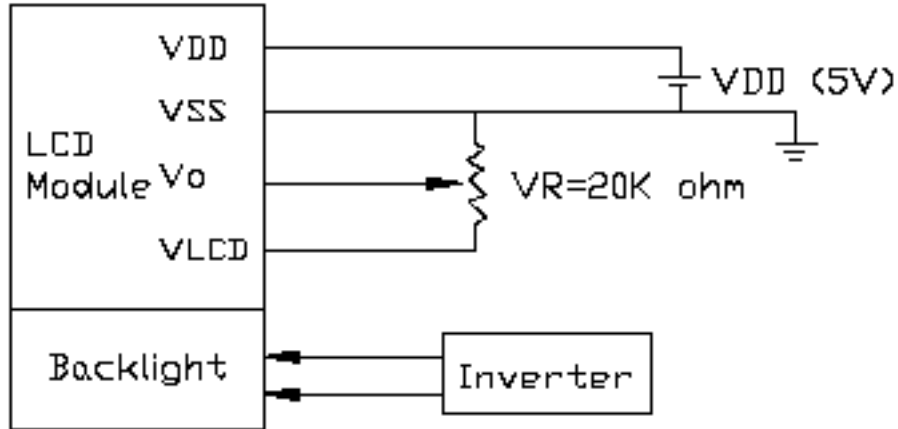 VDD
VDD (5V)
VSS
LCD
Module
Vo
VR=20K ohm
VLCD
Backlight
Inverter